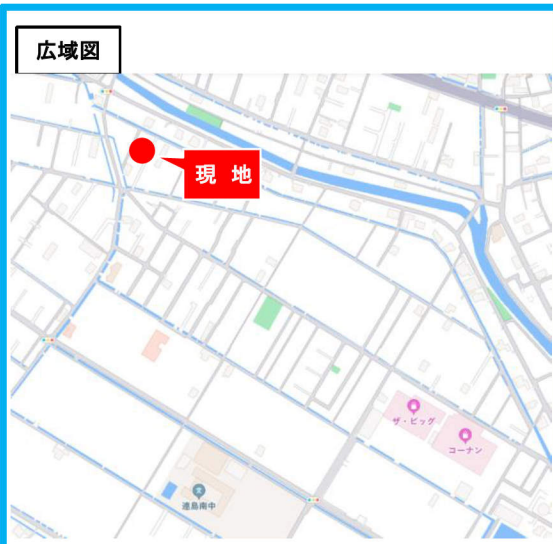 広域図
現 地
ザ・ビッグ
コーナン
連島南中